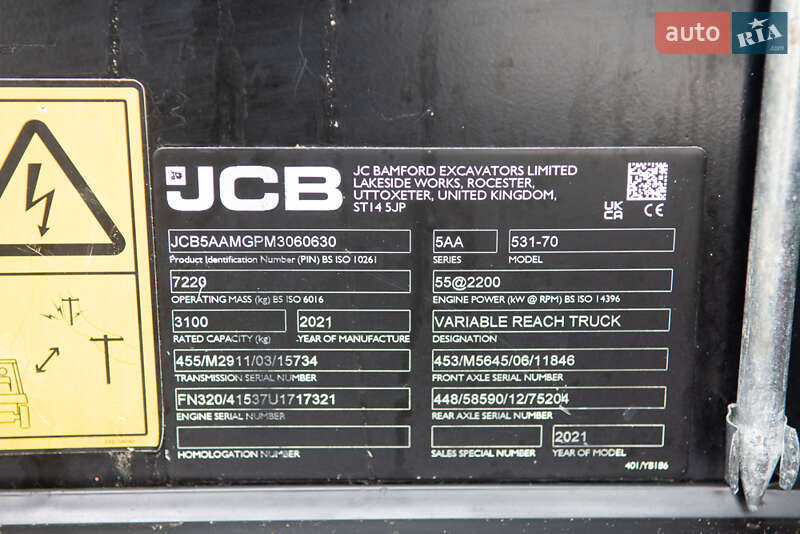 auto RIA
.com
JCB
JC BAMFORD EXCAVATORS LIMITED
LAKESIDE WORKS, ROCESTER,
UTTOXETER, UNITED KINGDOM,
ST14 5JP
UK
CA CE
JCB5AAMGPM3060630 5AA 531-70
Product Identification Number (PIN) BS ISO 10261 SERIES MODEL
7220 55@2200
OPERATING MASS (kg) BS ISO 6016 ENGINE POWER (kW @ RPM) BS ISO 14396
3100 2021 VARIABLE REACH TRUCK
RATED CAPACITY (kg) YEAR OF MANUFACTURE DESIGNATION
455/M2911/03/15734 453/M5645/06/11846
TRANSMISSION SERIAL NUMBER FRONT AXLE SERIAL NUMBER
FN320/41537U1717321 448/58590/12/75204
ENGINE SERIAL NUMBER REAR AXLE SERIAL NUMBER
2021
HOMOLOGATION NUMBER SALES SPECIAL NUMBER YEAR OF MODEL
401/Y8186